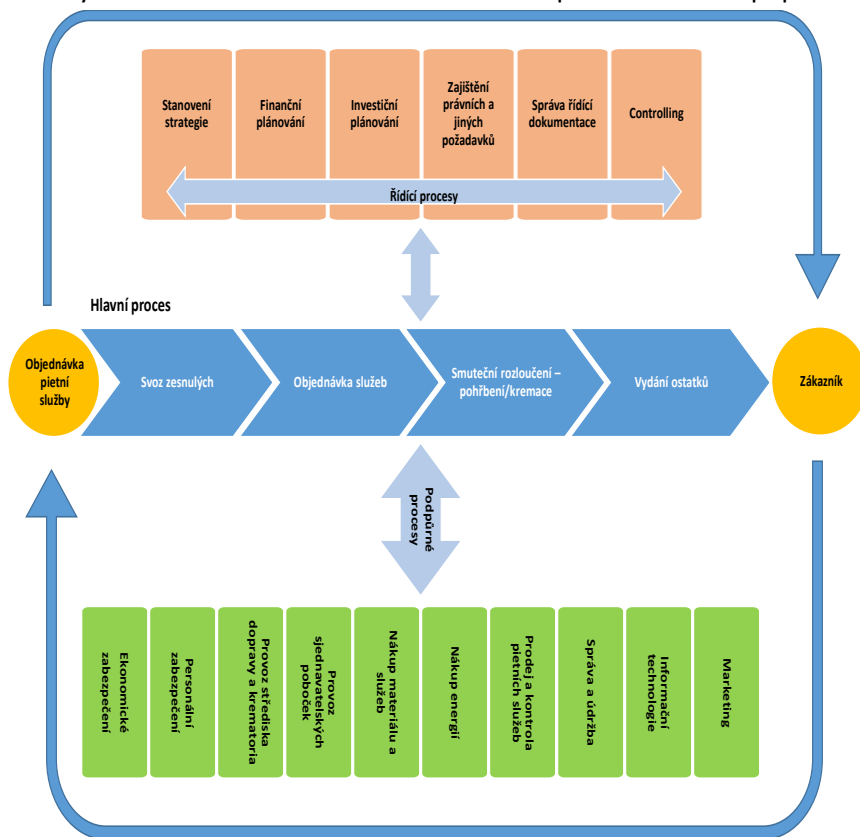 Stanovení
strategie
Finanční
plánování
Investiční
plánování
Zajištění
právních a
jiných
požadavků
Správa řídící
dokumentace
Controlling
Řídící procesy
Hlavní proces
Objednávka
pietní
služby
Svoz zesnulých
Objednávka služeb
Smuteční rozloučení –
pohřbení/kremace
Vydání ostatků
Zákazník
Podpůrné
procesy
Ekonomické
zabezpečení
Personální
zabezpečení
Provoz střediska
dopravy a krematoria
Provoz
sjednavatelských
poboček
Nákup materiálu a
služeb
Nákup energií
Prodej a kontrola
pietních služeb
Správa a údržba
Informační
technologie
Marketing